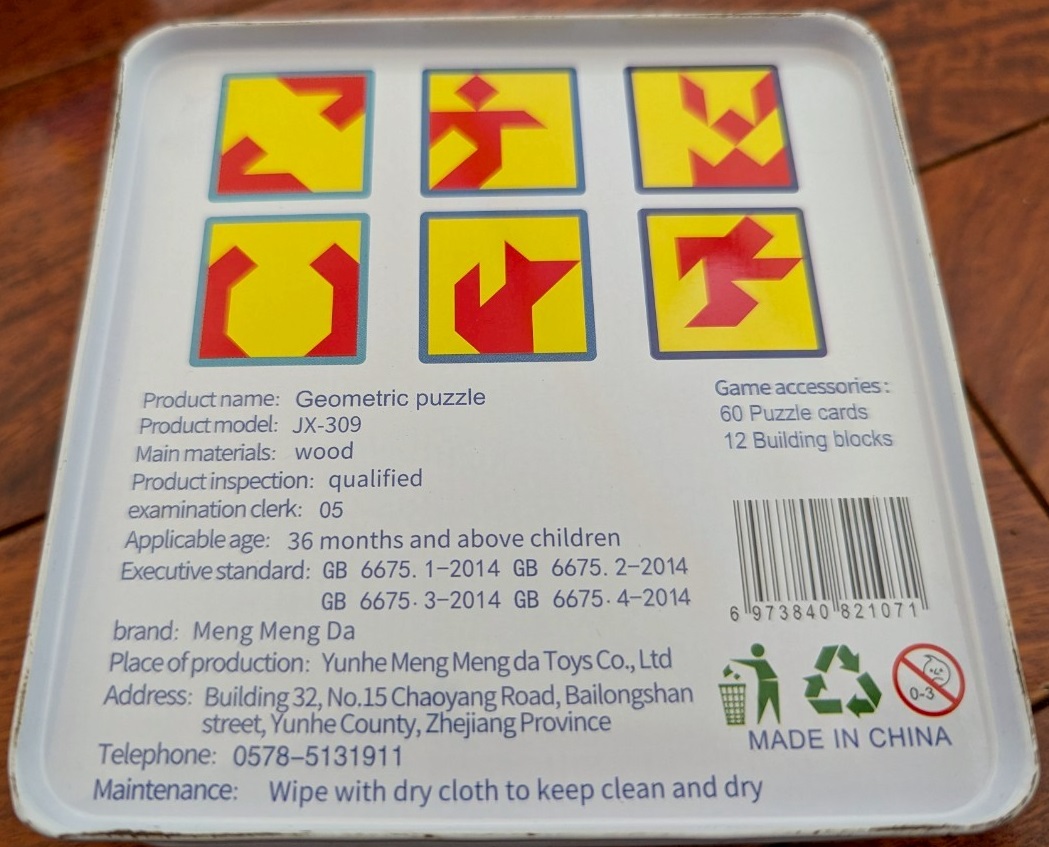 Product name: Geometric puzzle
Product model: JX-309
Main materials: wood
Product inspection: qualified
examination clerk: 05
Applicable age: 36 months and above children
Executive standard: GB 6675.1-2014 GB 6675.2-2014
GB 6675.3-2014 GB 6675.4-2014
brand: Meng Meng Da
Place of production: Yunhe Meng Meng da Toys Co., Ltd
Address: Building 32, No.15 Chaoyang Road, Bailongshan
street, Yunhe County, Zhejiang Province
Telephone: 0578-5131911
Maintenance: Wipe with dry cloth to keep clean and dry
Game accessories:
60 Puzzle cards
12 Building blocks
6 973840 821071
0-3
MADE IN CHINA